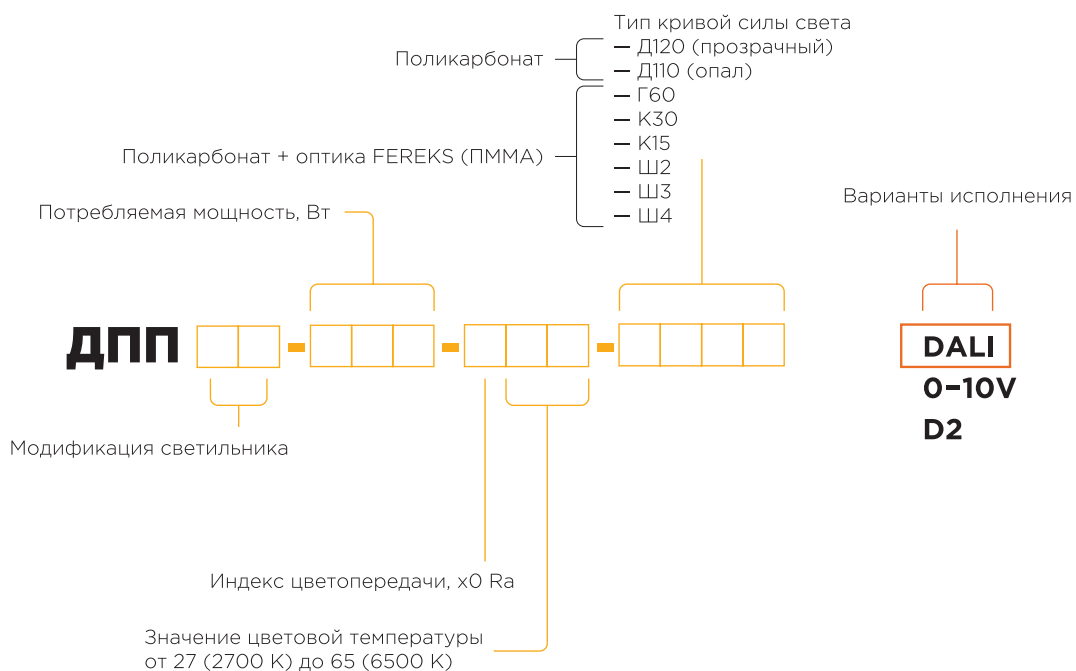 Тип кривой силы света
Поликарбонат
– Д120 (прозрачный)
– Д110 (опал)
Поликарбонат + оптика FEREKS (ПММА)
– Г60
– К30
– К15
– Ш2
– Ш3
– Ш4
Потребляемая мощность, Вт
Варианты исполнения
ДПП
DALI
0-10V
D2
Модификация светильника
Индекс цветопередачи, х0 Ra
Значение цветовой температуры
от 27 (2700 К) до 65 (6500 К)